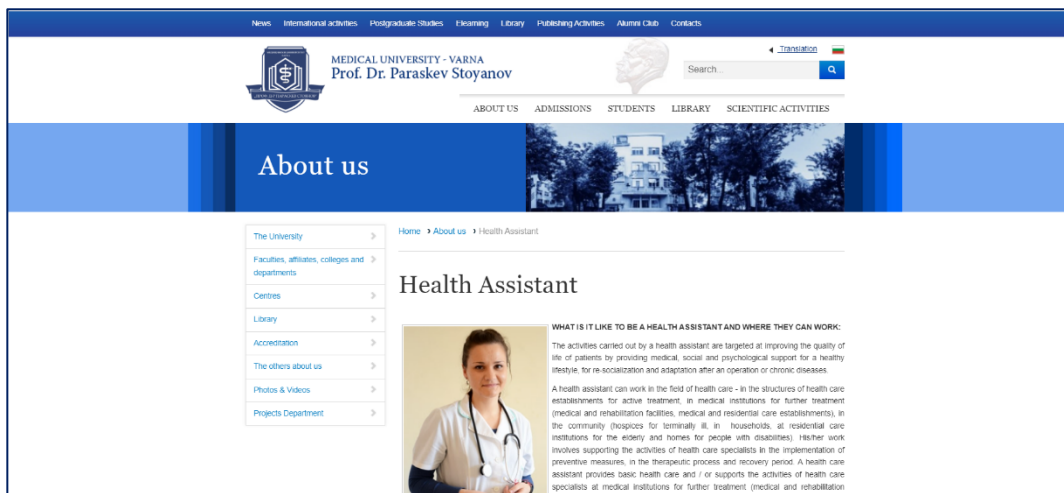 News International activities Postgraduate Studies Elearning Library Publishing Activities Alumni Club Contacts
Translation
MEDICAL UNIVERSITY - VARNA
Prof. Dr. Paraskev Stoyanov
Search...
ABOUT US ADMISSIONS STUDENTS LIBRARY SCIENTIFIC ACTIVITIES
About us
The University
Faculties, affiliates, colleges and
departments
Centres
Library
Accreditation
The others about us
Photos & Videos
Projects Department
Home › About us › Health Assistant
Health Assistant
WHAT IS IT LIKE TO BE A HEALTH ASSISTANT AND WHERE THEY CAN WORK:
The activities carried out by a health assistant are targeted at improving the quality of
life of patients by providing medical, social and psychological support for a healthy
lifestyle, for re-socialization and adaptation after an operation or chronic diseases.
A health assistant can work in the field of health care - in the structures of health care
establishments for active treatment, in medical institutions for further treatment
(medical and rehabilitation facilities, medical and residential care establishments), in
the community (hospices for terminally ill, in households, at residential care
institutions for the elderly and homes for people with disabilities). His/her work
involves supporting the activities of health care specialists in the implementation of
preventive measures, in the therapeutic process and recovery period. A health care
assistant provides basic health care and / or supports the activities of health care
specialists at medical institutions for further treatment (medical and rehabilitation